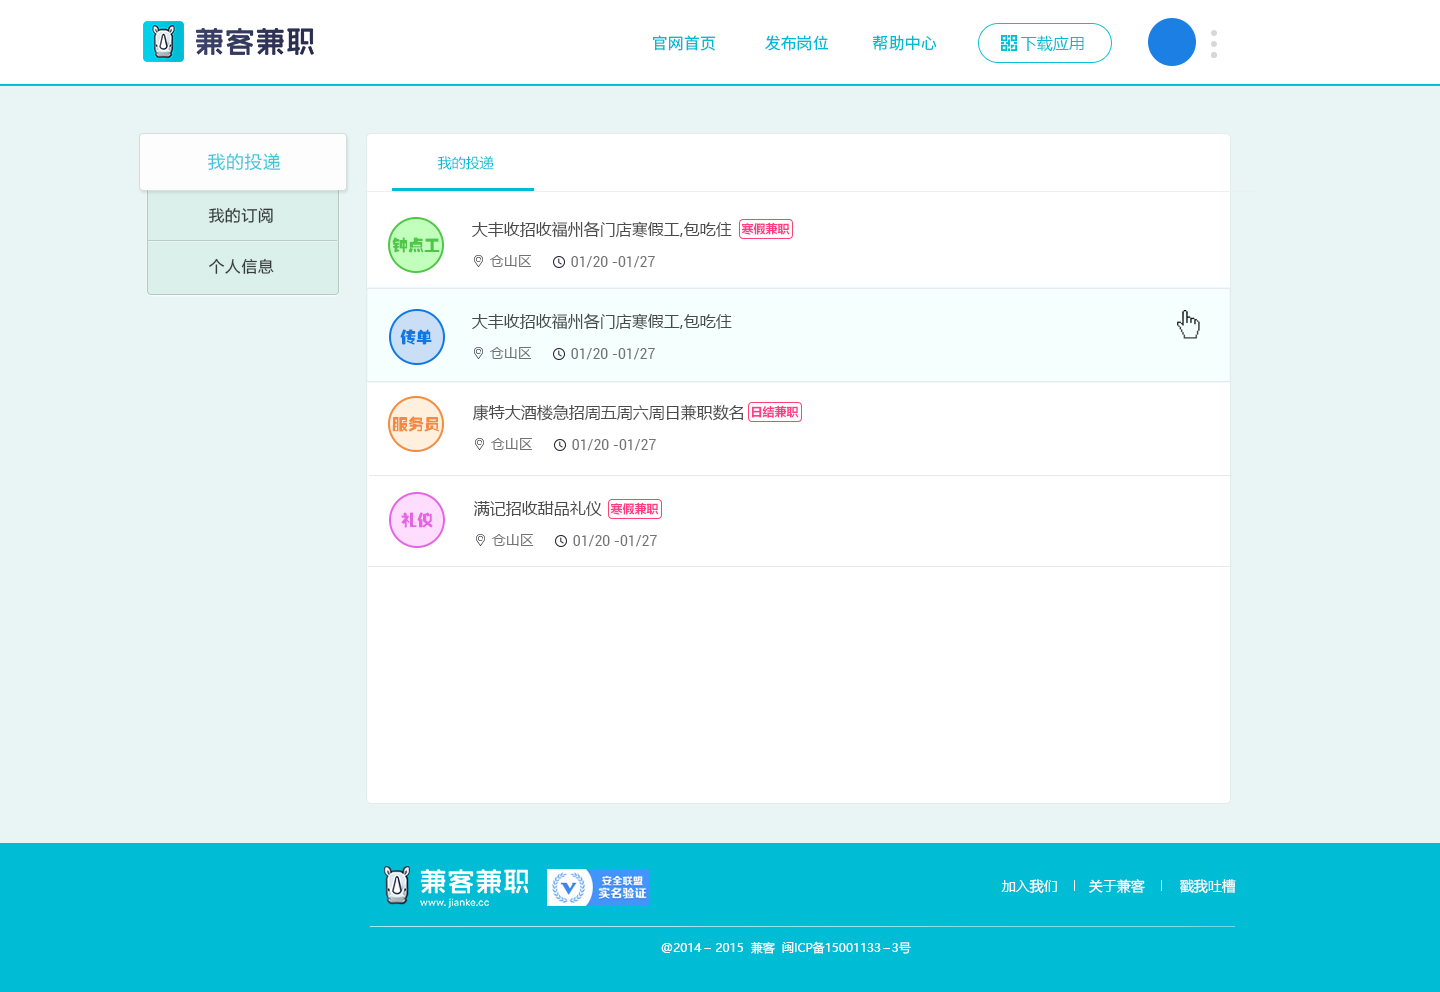 兼客兼职
官网首页 发布岗位 帮助中心 下载应用
我的投递
我的订阅
个人信息
我的投递
钟点工
大丰收招收福州各门店寒假工,包吃住 寒假兼职
仓山区 01/20 -01/27
传单
大丰收招收福州各门店寒假工,包吃住
仓山区 01/20 -01/27
服务员
康特大酒楼急招周五周六周日兼职数名 日结兼职
仓山区 01/20 -01/27
礼仪
满记招收甜品礼仪 寒假兼职
仓山区 01/20 -01/27
兼客兼职
www.jianke.cc
安全联盟
实名验证
加入我们 | 关于兼客 | 戳我吐槽
@2014 – 2015 兼客 闽ICP备15001133 – 3号